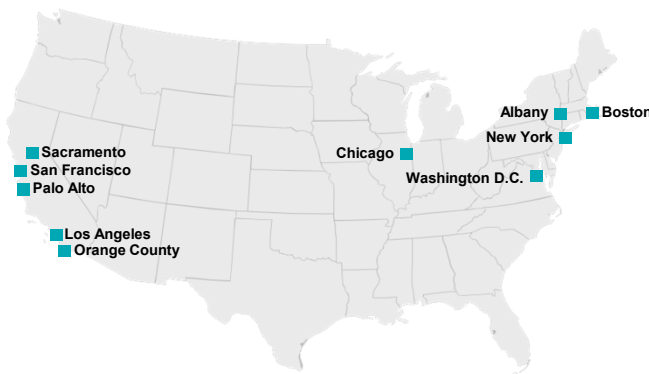 Albany
Boston
New York
Chicago
Sacramento
San Francisco
Washington D.C.
Palo Alto
Los Angeles
Orange County